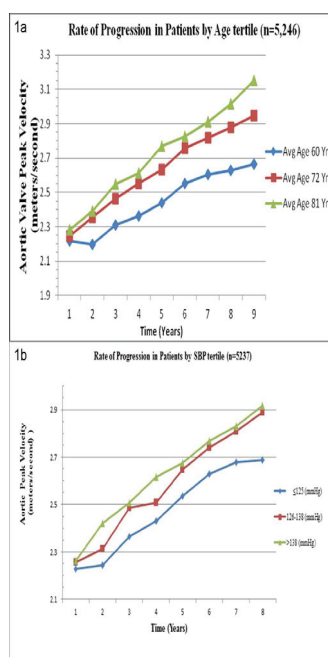 1a
Rate of Progression in Patients by Age tertile (n=5,246)
Aortic Valve Peak Velocity
(meters/second)
3.3
3.1
2.9
2.7
2.5
2.3
2.1
1.9
1 2 3 4 5 6 7 8 9
Time (Years)
Avg Age 60 Yr
Avg Age 72 Yr
Avg Age 81 Yr
1b
Rate of Progression in Patients by SBP tertile (n=5237)
Aortic Peak Velocity
(meters/second )
2.9
2.7
2.5
2.3
2.1
1 2 3 4 5 6 7 8
Time (Years)
≤125 (mmHg)
126-138 (mmHg)
>138 (mmHg)